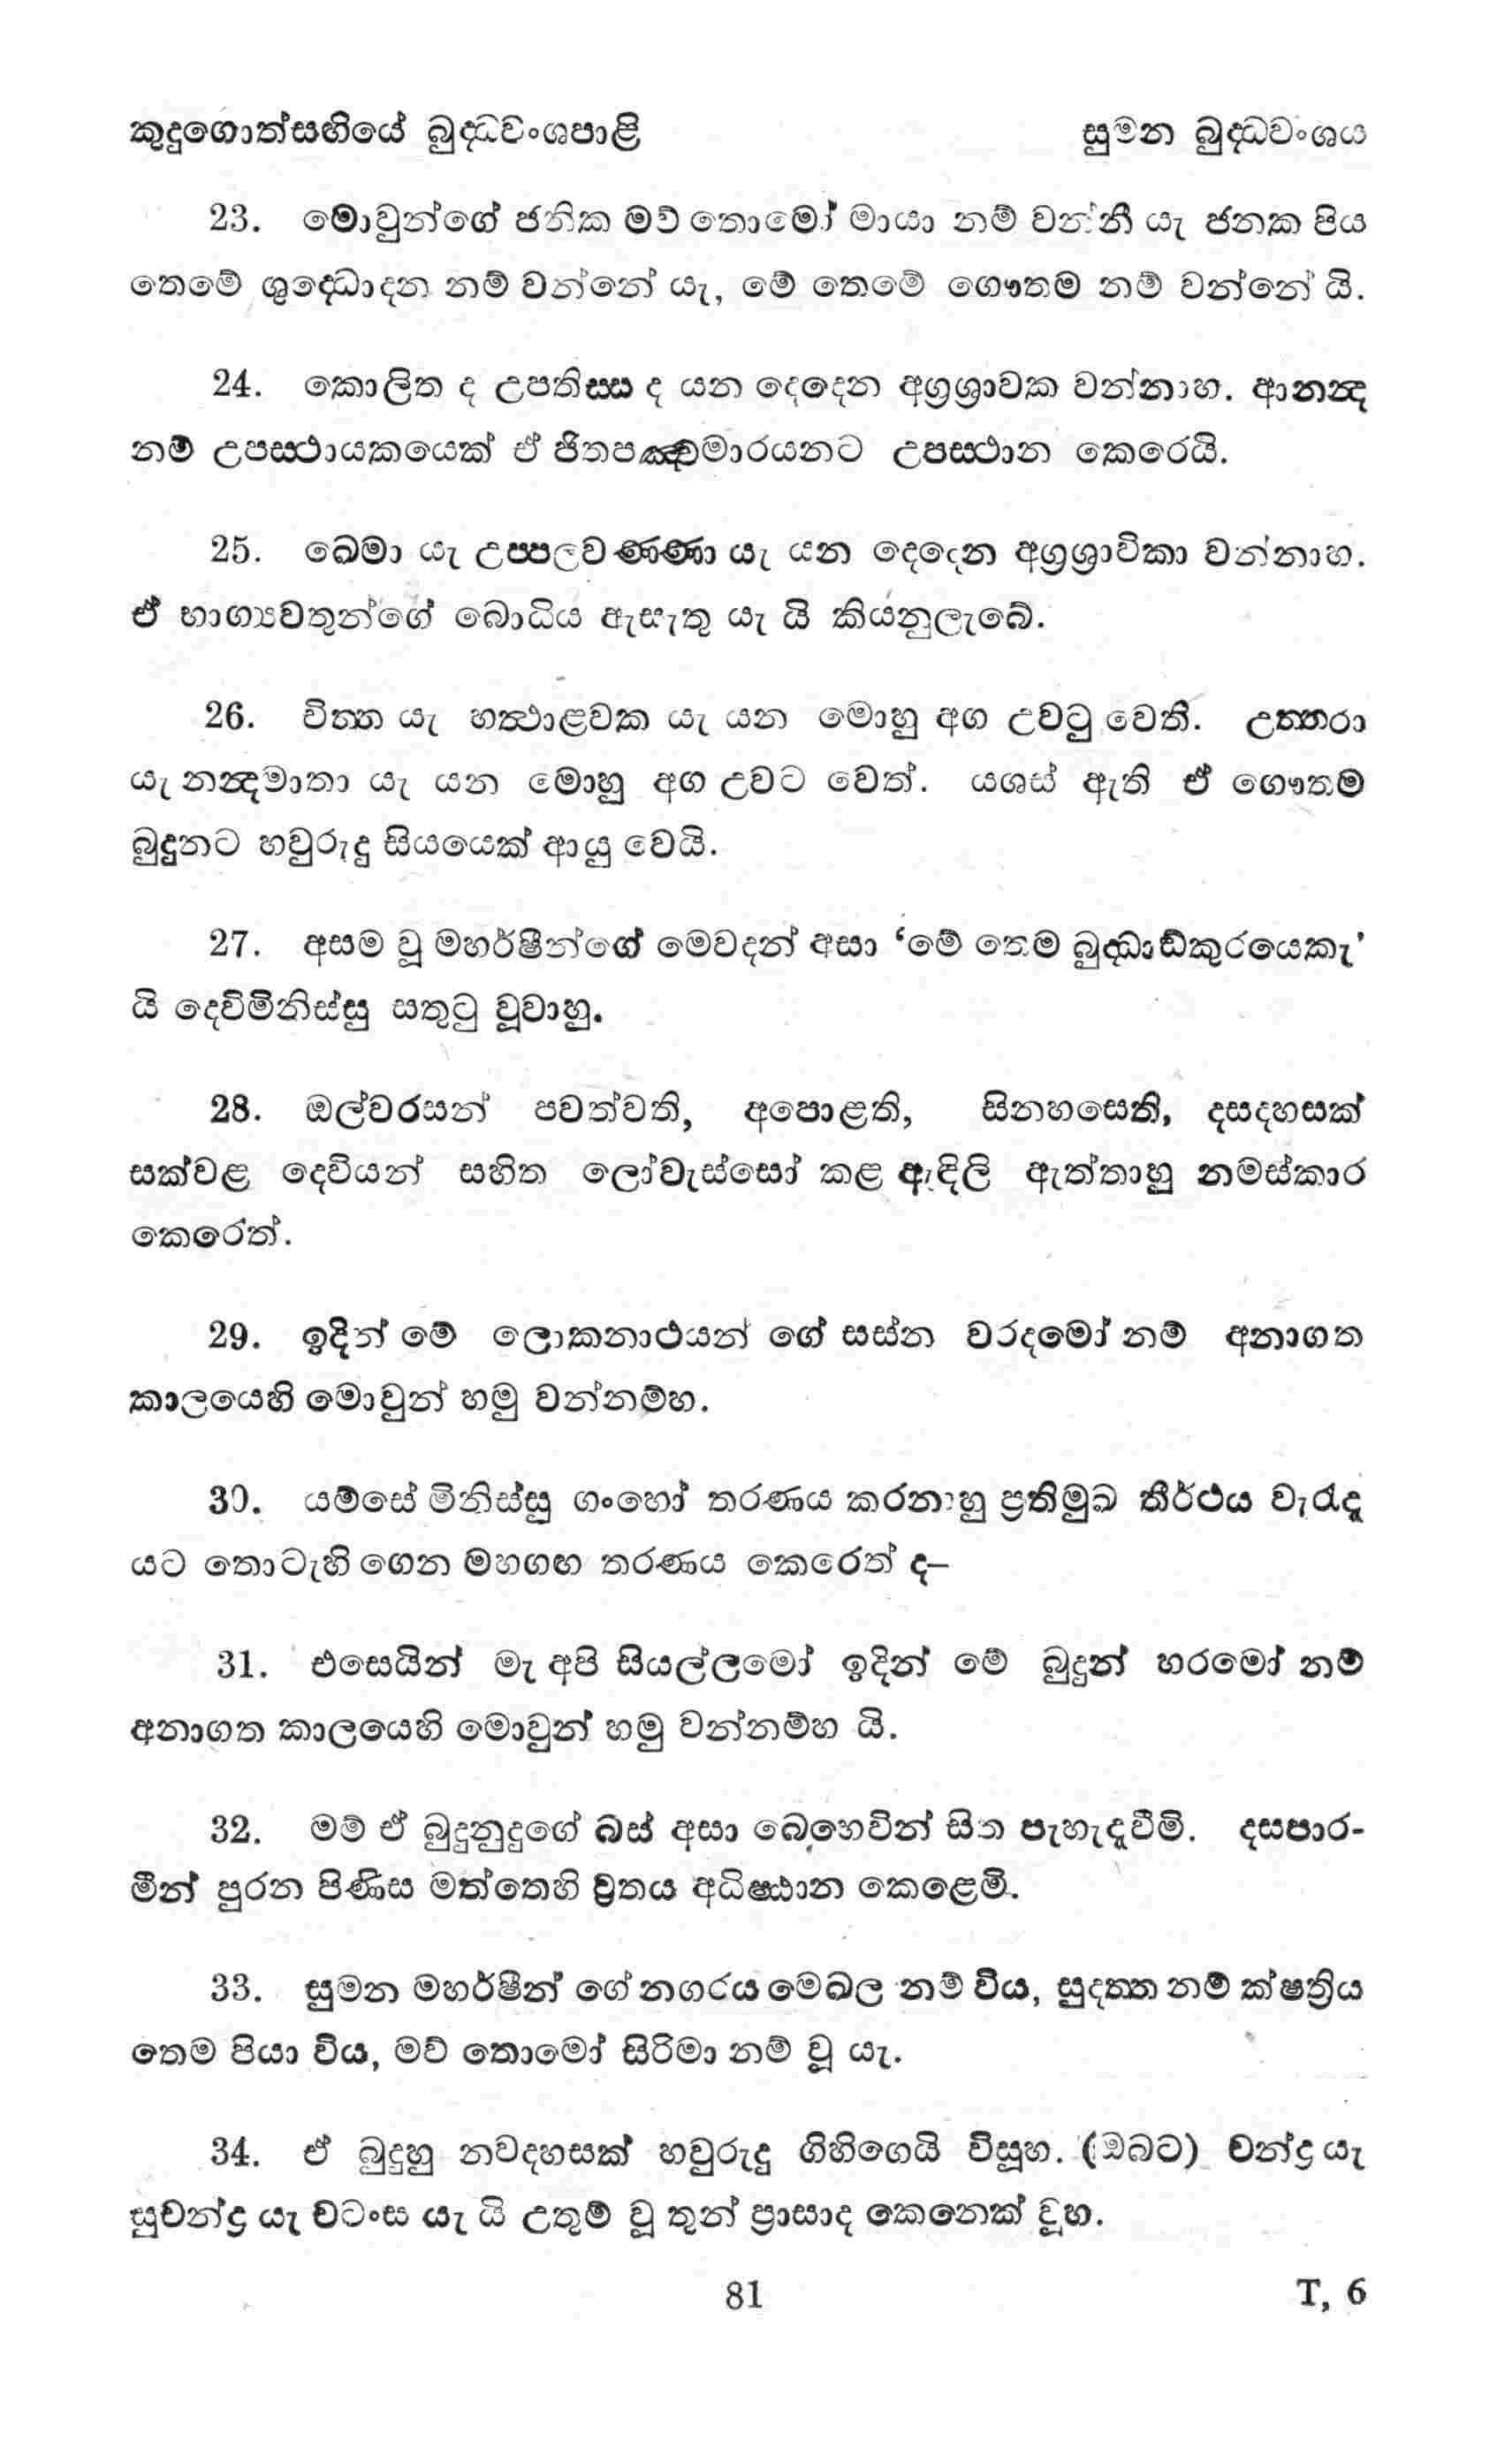 කුදුගොත්සඟියේ බුද්ධවංශපාළි සුමන බුද්ධවංශය
23. මොවුන්ගේ ජනික මව් තොමෝ මායා නම් වන්නී යැ ජනක පිය
තෙමේ ශුද්ධොදන නම් වන්නේ යැ, මේ තෙමේ ගෞතම නම් වන්නේ යි.
24. කොලිත ද උපතිස්ස ද යන දෙදෙන අග්‍රශ්‍රාවක වන්නාහ. ආනන්ද
නම් උපස්ථායකයෙක් ඒ ජිතපඤ්චමාරයනට උපස්ථාන කෙරෙයි.
25. ඛෙමා යැ උප්පලවණ්ණා යැ යන දෙදෙන අග්‍රශ්‍රාවිකා වන්නාහ.
ඒ භාග්‍යවතුන්ගේ බොධිය ඇසැතු යැ යි කියනුලැබේ.
26. චිත්ත යැ හත්ථාළවක යැ යන මොහු අග උවටු වෙති. උත්තරා
යැ නන්දමාතා යැ යන මොහු අග උවට වෙත්. යශස් ඇති ඒ ගෞතම
බුදුනට හවුරුදු සියයෙක් ආයු වෙයි.
27. අසම වූ මහර්ෂීන්ගේ මෙවදන් අසා ‘මේ තෙම බුද්ධාඞ්කුරයෙකැ’
යි දෙව්මිනිස්සු සතුටු වූවාහු.
28. ඔල්වරසන් පවත්වති, අපොළති, සිනහසෙති, දසදහසක්
සක්වළ දෙවියන් සහිත ලෝවැස්සෝ කළ ඇඳිලි ඇත්තාහු නමස්කාර
කෙරෙත්.
29. ඉදින් මේ ලොකනාථයන් ගේ සස්න වරදමෝ නම් අනාගත
කාලයෙහි මොවුන් හමු වන්නම්හ.
30. යම්සේ මිනිස්සු ගංහෝ තරණය කරනාහු ප්‍රතිමුඛ තීර්ථය වැරැදැ
යට තොටැහි ගෙන මහගඟ තරණය කෙරෙත් ද–
31. එසෙයින් මැ අපි සියල්ලමෝ ඉදින් මේ බුදුන් හරමෝ නම්
අනාගත කාලයෙහි මොවුන් හමු වන්නම්හ යි.
32. මම් ඒ බුදුනුදුගේ බස් අසා බෙහෙවින් සිත පැහැදැවීමි. දසපාර-
මීන් පුරන පිණිස මත්තෙහි ව්‍රතය අධිෂ්ඨාන කෙළෙමි.
33. සුමන මහර්ෂීන් ගේ නගරය මෙඛල නම් විය, සුදත්ත නම් ක්ෂත්‍රිය
තෙම පියා විය, මව් තොමෝ සිරිමා නම් වූ යැ.
34. ඒ බුදුහු නවදහසක් හවුරුදු ගිහිගෙයි විසූහ. (ඔබට) චන්ද්‍ර යැ
සුචන්ද්‍ර යැ වටංස යැ යි උතුම් වූ තුන් ප්‍රාසාද කෙනෙක් වූහ.
81 T, 6